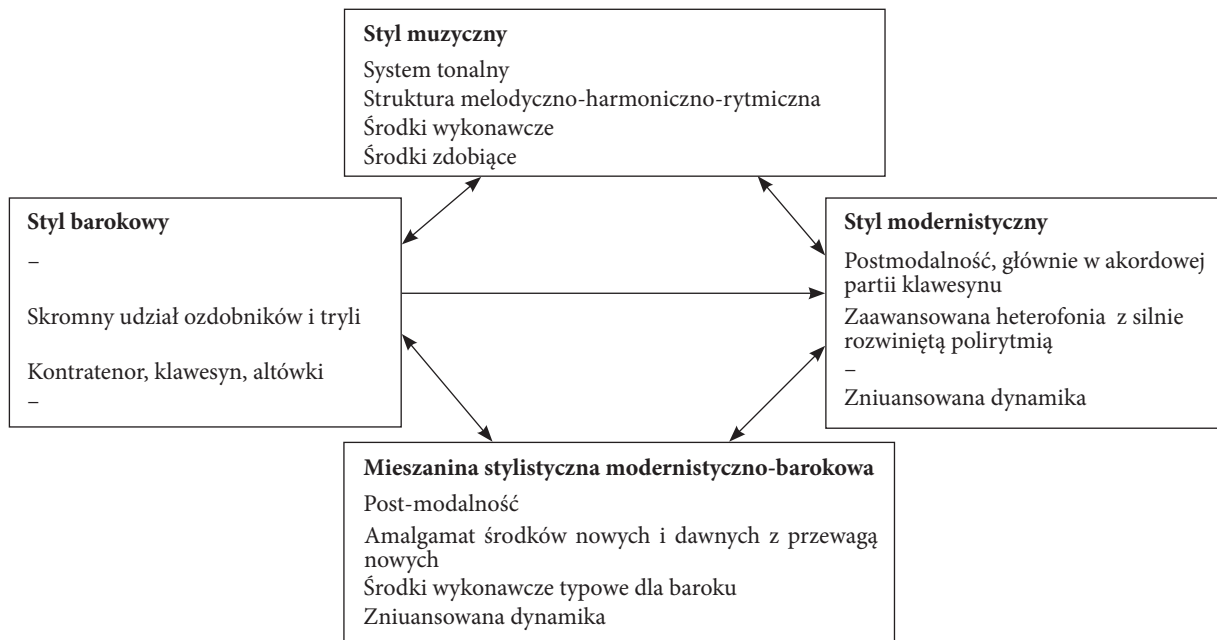 Styl muzyczny
System tonalny
Struktura melodyczno-harmoniczno-rytmiczna
Środki wykonawcze
Środki zdobiące
Styl barokowy
–
Skromny udział ozdobników i tryli
Kontratenor, klawesyn, altówki
–
Styl modernistyczny
Postmodalność, głównie w akordowej
partii klawesynu
Zaawansowana heterofonia z silnie
rozwiniętą polirytmią
–
Zniuansowana dynamika
Mieszanina stylistyczna modernistyczno-barokowa
Post-modalność
Amalgamat środków nowych i dawnych z przewagą
nowych
Środki wykonawcze typowe dla baroku
Zniuansowana dynamika